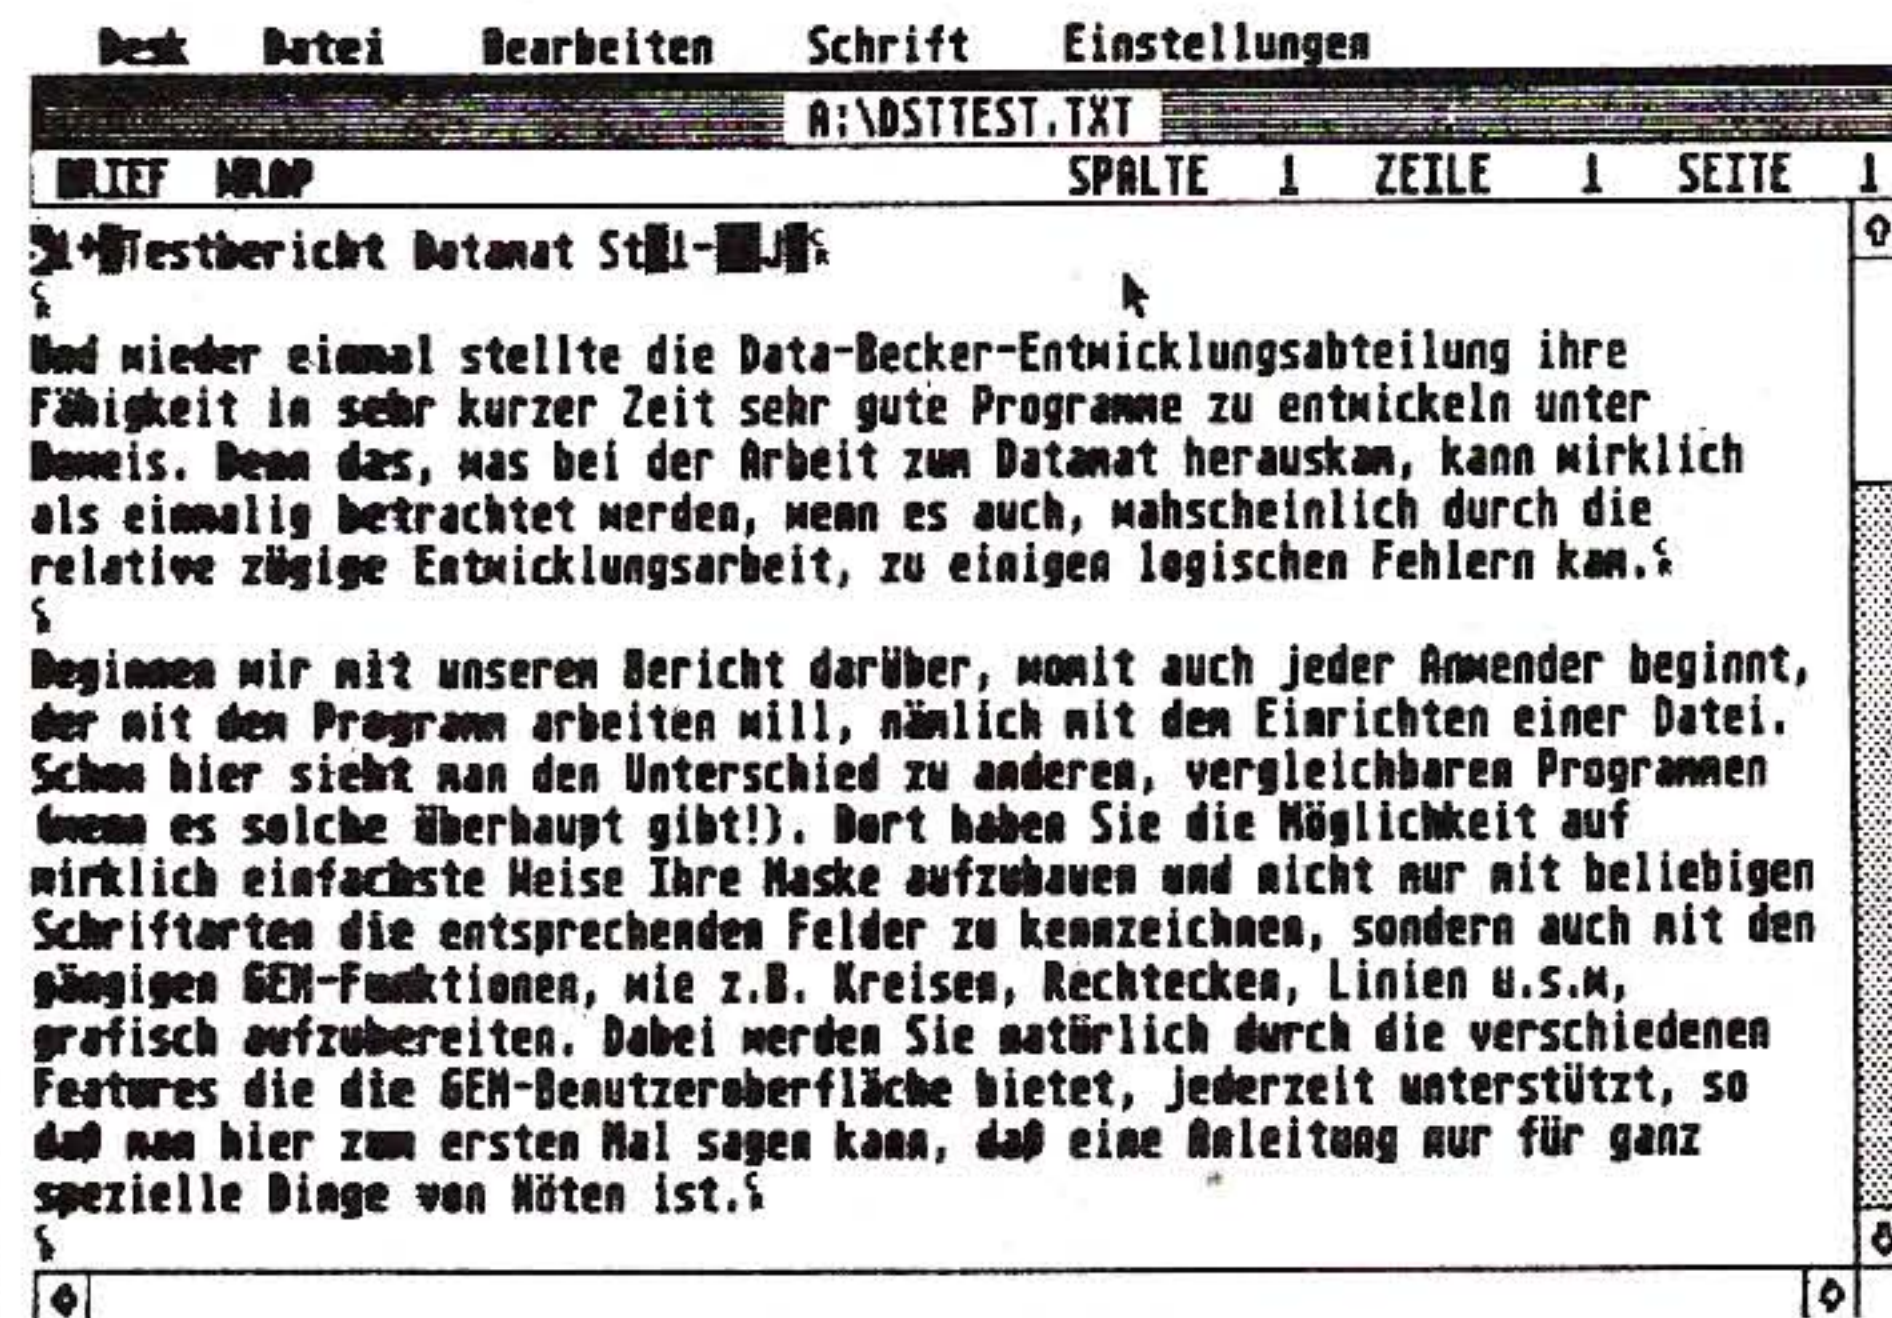 Desk Datei Bearbeiten Schrift Einstellungen
A:\DSTTEST.TXT
BRIEF WRAP SPALTE 1 ZEILE 1 SEITE 1
Testbericht Datamat
Und wieder einmal stellte die Data-Becker-Entwicklungsabteilung ihre
Fähigkeit in sehr kurzer Zeit sehr gute Programme zu entwickeln unter
Beweis. Denn das, was bei der Arbeit zum Datamat herauskam, kann wirklich
als einmalig betrachtet werden, wenn es auch, wahscheinlich durch die
relative zügige Entwicklungsarbeit, zu einigen logischen Fehlern kam.
Beginnen wir mit unserem Bericht darüber, womit auch jeder Anwender beginnt,
der mit dem Programm arbeiten will, nämlich mit dem Einrichten einer Datei.
Schon hier sieht man den Unterschied zu anderen, vergleichbaren Programmen
(wenn es solche überhaupt gibt!). Dort haben Sie die Möglichkeit auf
wirklich einfachste Weise Ihre Maske aufzubauen und nicht nur mit beliebigen
Schriftarten die entsprechenden Felder zu kennzeichnen, sondern auch mit den
gängigen GEM-Funktionen, wie z.B. Kreisen, Rechtecken, Linien u.s.w,
grafisch aufzubereiten. Dabei werden Sie natürlich durch die verschiedenen
Features die die GEM-Benutzeroberfläche bietet, jederzeit unterstützt, so
daß man hier zum ersten Mal sagen kann, daß eine Anleitung nur für ganz
spezielle Dinge von Nöten ist.